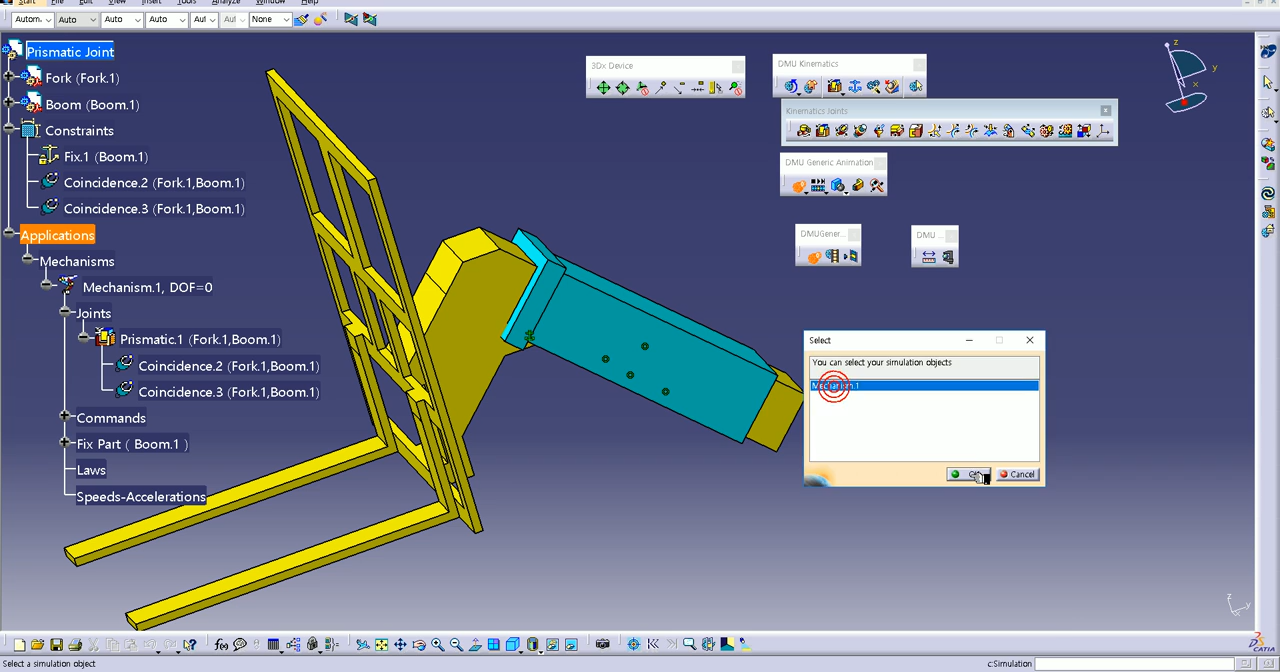 Start File Edit View Insert Tools Analyze Window Help
Autom. Auto Auto Auto Aut Aut None
Prismatic Joint
Fork (Fork.1)
Boom (Boom.1)
Constraints
Fix.1 (Boom.1)
Coincidence.2 (Fork.1,Boom.1)
Coincidence.3 (Fork.1,Boom.1)
Applications
Mechanisms
Mechanism.1, DOF=0
Joints
Prismatic.1 (Fork.1,Boom.1)
Coincidence.2 (Fork.1,Boom.1)
Coincidence.3 (Fork.1,Boom.1)
Commands
Fix Part ( Boom.1 )
Laws
Speeds-Accelerations
3Dx Device
DMU Kinematics
Kinematics Joints
DMU Generic Animation
DMUGener...
DMU ...
z
y
x
Select
You can select your simulation objects
Mechanism.1
Cancel
z
y
CATIA
Select a simulation object
c:Simulation